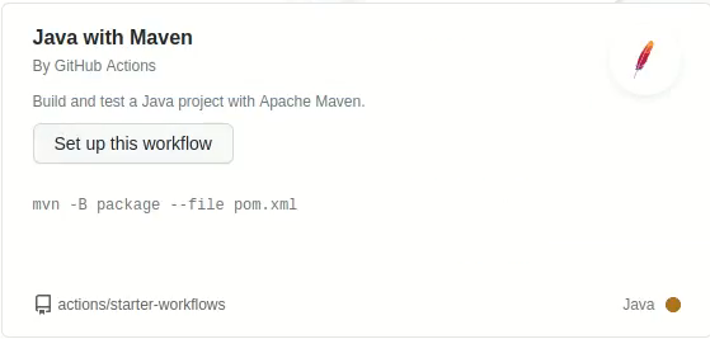 Java with Maven
By GitHub Actions
Build and test a Java project with Apache Maven.
Set up this workflow
mvn -B package --file pom.xml
actions/starter-workflows
Java